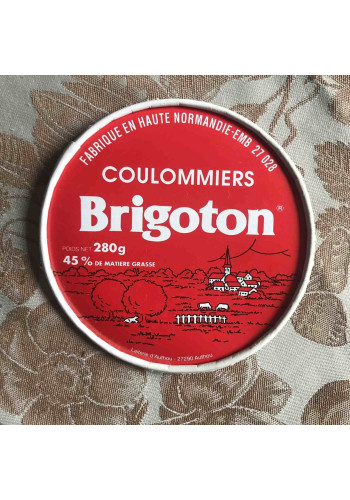 FABRIQUE EN HAUTE NORMANDIE-EMB 27 028
COULOMMIERS
Brigoton®
POIDS NET 280g
45 % DE MATIERE GRASSE
Laiterie d'Authou - 27290 Authou